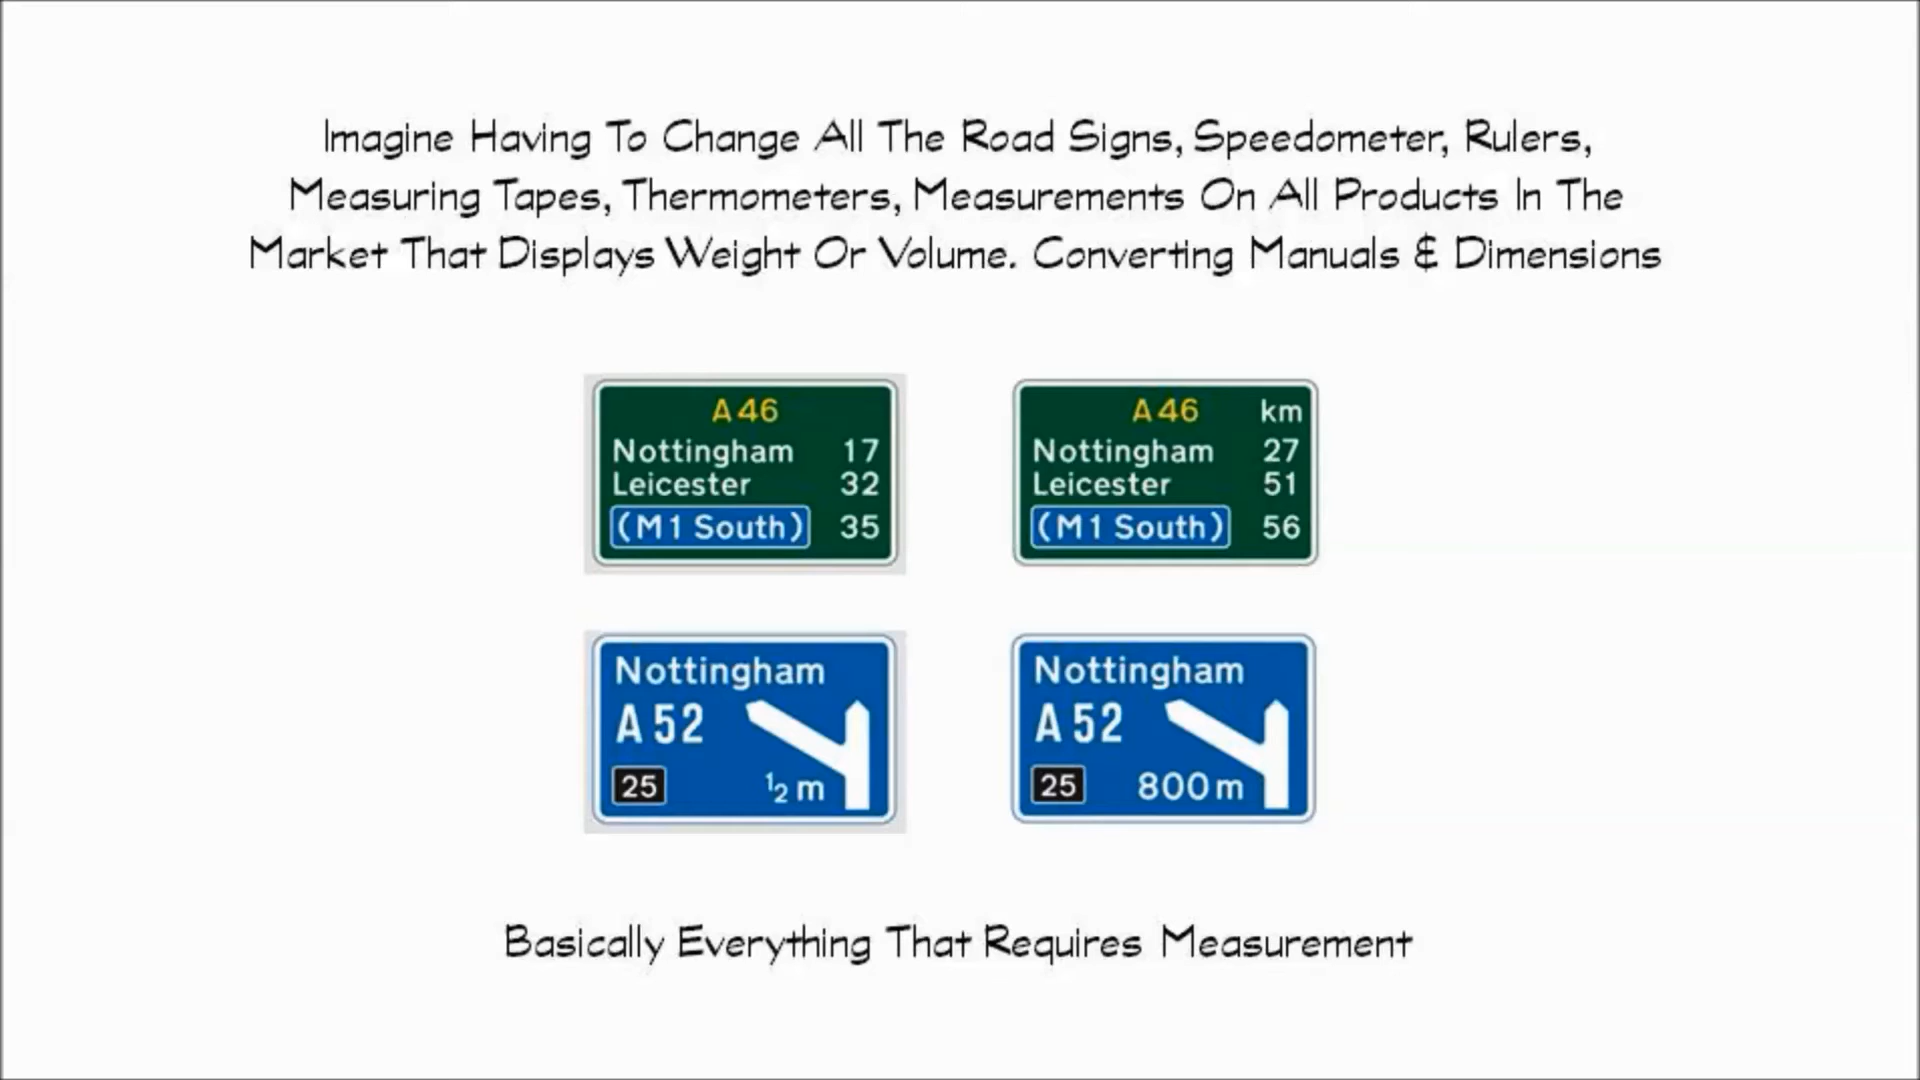 Imagine Having To Change All The Road Signs, Speedometer, Rulers,
Measuring Tapes, Thermometers, Measurements On All Products In The
Market That Displays Weight Or Volume. Converting Manuals & Dimensions
A46
Nottingham 17
Leicester 32
(M1 South) 35
A46 km
Nottingham 27
Leicester 51
(M1 South) 56
Nottingham
A52
25 ½ m
Nottingham
A52
25 800 m
Basically Everything That Requires Measurement